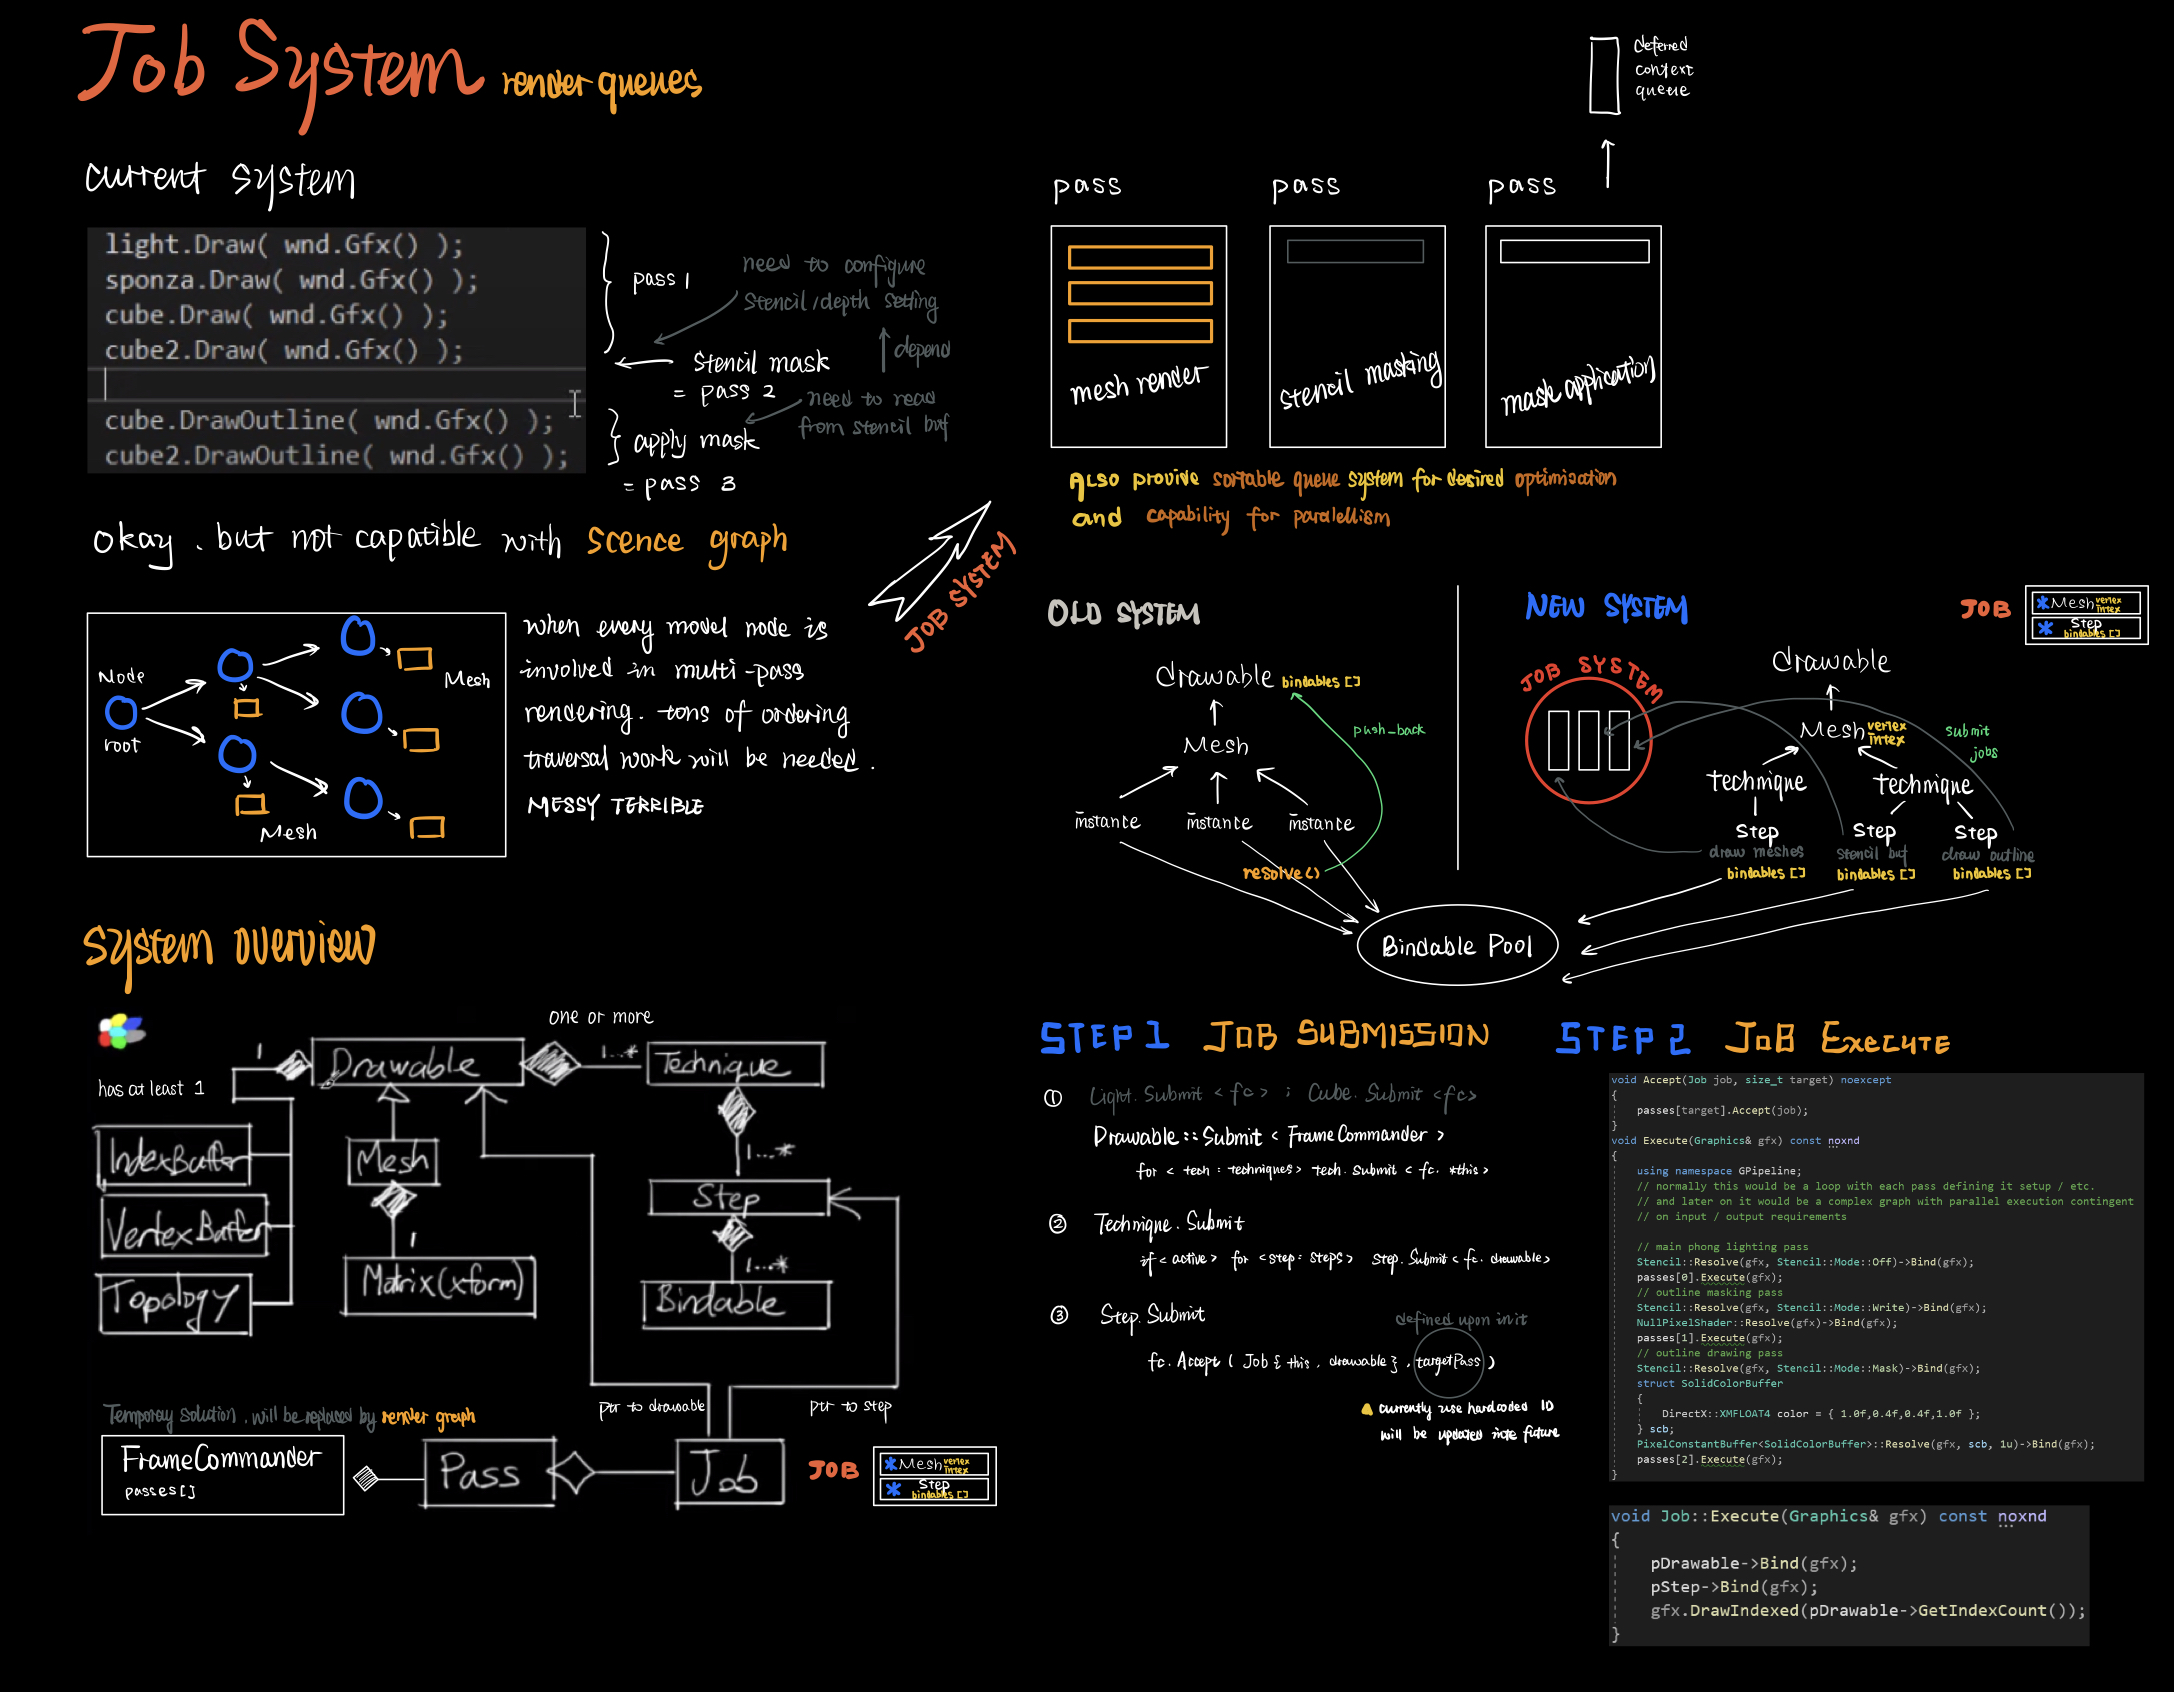 Job System render queues
current system
light.Draw( wnd.Gfx() );
sponza.Draw( wnd.Gfx() );
cube.Draw( wnd.Gfx() );
cube2.Draw( wnd.Gfx() );
cube.DrawOutline( wnd.Gfx() );
cube2.DrawOutline( wnd.Gfx() );
pass 1
need to configure
stencil/depth setting
depend
stencil mask
= pass 2
need to read
from stencil buf
apply mask
= pass 3
okay. but not capatible with scence graph
Node
root
Mesh
Mesh
when every model node is
involved in multi-pass
rendering. tons of ordering
traversal work will be needed.
MESSY TERRIBLE
JOB SYSTEM
deferred
context
queue
pass
pass
pass
mesh render
stencil masking
mask application
Also provive sortable queue system for desired optimization
and capability for paralellism
OLD SYSTEM
drawable bindables []
push_back
Mesh
instance
instance
instance
resolve()
Bindable Pool
NEW SYSTEM
JOB
*Mesh vertex intex
* Step bindables []
JOB SYSTEM
drawable
Mesh vertex intex
submit
jobs
technique
technique
Step
Step
Step
draw meshes
stencil buf
draw outline
bindables []
bindables []
bindables []
System overview
one or more
1
Drawable
1...*
Technique
has at least 1
IndexBuffer
VertexBuffer
Topology
Mesh
1
Matrix(xform)
1...*
Step
1...*
Bindable
ptr to drawable
ptr to step
Temporay solution. will be replaced by render graph
FrameCommander
passes[]
Pass
Job
JOB
*Mesh vertex intex
* Step bindables []
STEP 1 JOB SUBMISSION
① Light.Submit <fc> ; Cube.Submit <fc>
Drawable::Submit < FrameCommander >
for < tech : techniques> tech.submit < fc. *this>
② Technique.Submit
if <active> for <step: steps> step.Submit < fc. drawable>
③ Step.Submit
defined upon init
fc.Accept ( Job { this, drawable } , targetPass )
currently use hardcoded ID
will be updated future
STEP 2 JOB EXECUTE
void Accept(Job job, size_t target) noexcept
{
passes[target].Accept(job);
}
void Execute(Graphics& gfx) const noxnd
{
using namespace GPipeline;
// normally this would be a loop with each pass defining it setup / etc.
// and later on it would be a complex graph with parallel execution contingent
// on input / output requirements
// main phong lighting pass
Stencil::Resolve(gfx, Stencil::Mode::Off)->Bind(gfx);
passes[0].Execute(gfx);
// outline masking pass
Stencil::Resolve(gfx, Stencil::Mode::Write)->Bind(gfx);
NullPixelShader::Resolve(gfx)->Bind(gfx);
passes[1].Execute(gfx);
// outline drawing pass
Stencil::Resolve(gfx, Stencil::Mode::Mask)->Bind(gfx);
struct SolidColorBuffer
{
DirectX::XMFLOAT4 color = { 1.0f,0.4f,0.4f,1.0f };
} scb;
PixelConstantBuffer<SolidColorBuffer>::Resolve(gfx, scb, 1u)->Bind(gfx);
passes[2].Execute(gfx);
}
void Job::Execute(Graphics& gfx) const noxnd
{
pDrawable->Bind(gfx);
pStep->Bind(gfx);
gfx.DrawIndexed(pDrawable->GetIndexCount());
}